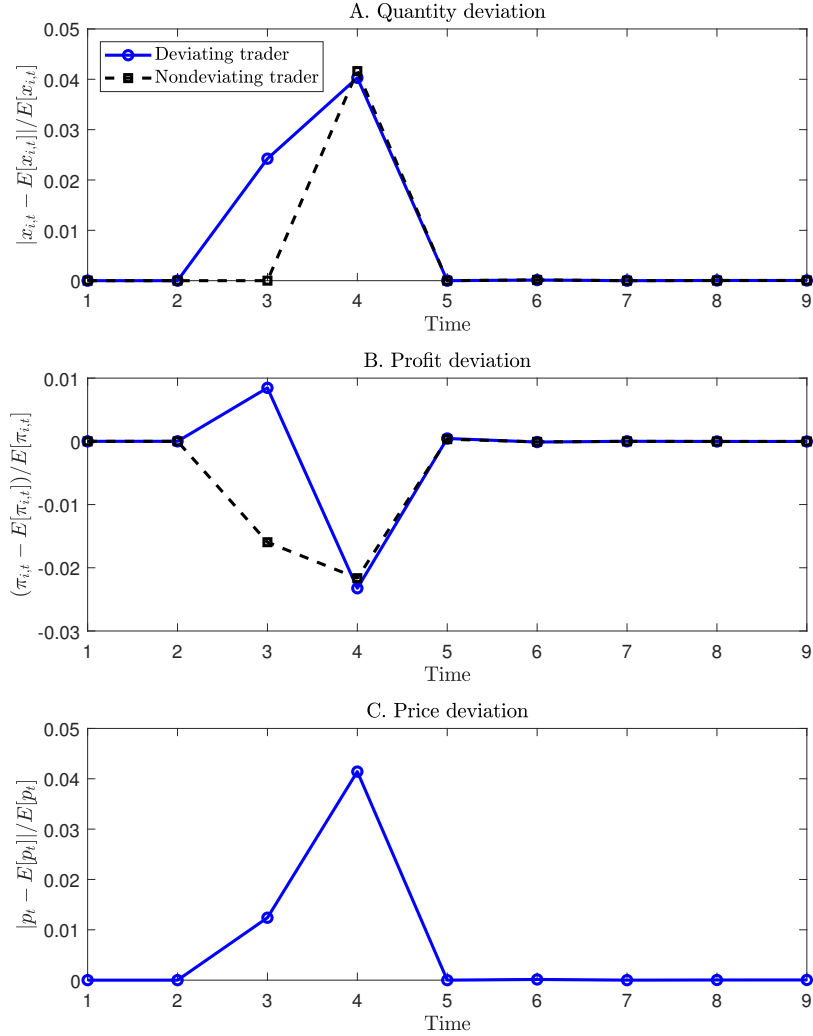 A. Quantity deviation
|x_{i,t} − E[x_{i,t}]|/E[x_{i,t}]
0.05
0.04
0.03
0.02
0.01
0
Deviating trader
Nondeviating trader
1 2 3 4 5 6 7 8 9
Time
B. Profit deviation
(π_{i,t} − E[π_{i,t}])/E[π_{i,t}]
0.01
0
-0.01
-0.02
-0.03
1 2 3 4 5 6 7 8 9
Time
C. Price deviation
|p_t − E[p_t]|/E[p_t]
0.05
0.04
0.03
0.02
0.01
0
1 2 3 4 5 6 7 8 9
Time